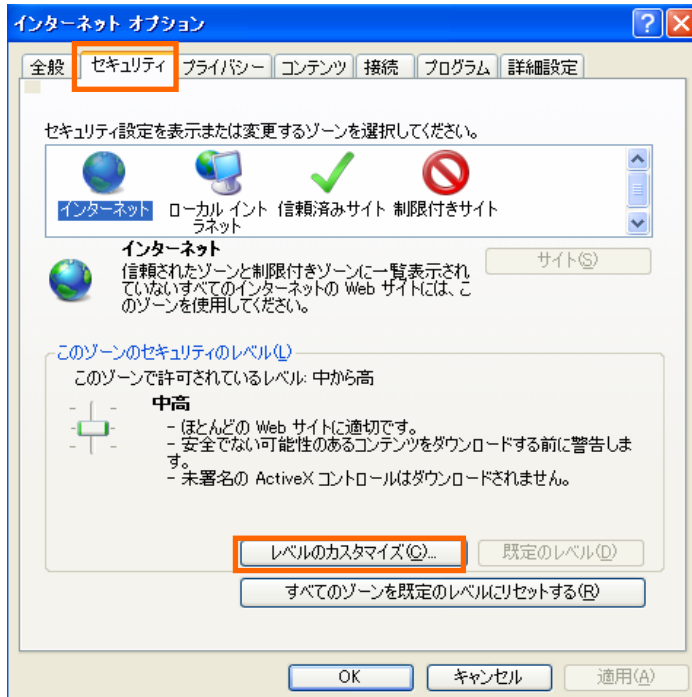 インターネット オプション
全般 セキュリティ プライバシー コンテンツ 接続 プログラム 詳細設定
セキュリティ設定を表示または変更するゾーンを選択してください。
インターネット ローカル イント 信頼済みサイト 制限付きサイト
ラネット
インターネット
サイト(S)
信頼されたゾーンと制限付きゾーンに一覧表示され
ていないすべてのインターネットの Web サイトには、こ
のゾーンを使用してください。
このゾーンのセキュリティのレベル(L)
このゾーンで許可されているレベル: 中から高
中高
- ほとんどの Web サイトに適切です。
- 安全でない可能性のあるコンテンツをダウンロードする前に警告しま
す。
- 未署名の ActiveX コントロールはダウンロードされません。
レベルのカスタマイズ(C)... 既定のレベル(D)
すべてのゾーンを既定のレベルにリセットする(R)
OK キャンセル 適用(A)